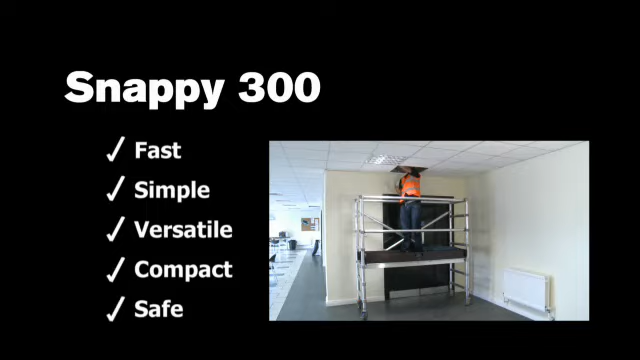 Snappy 300
✓ Fast
✓ Simple
✓ Versatile
✓ Compact
✓ Safe